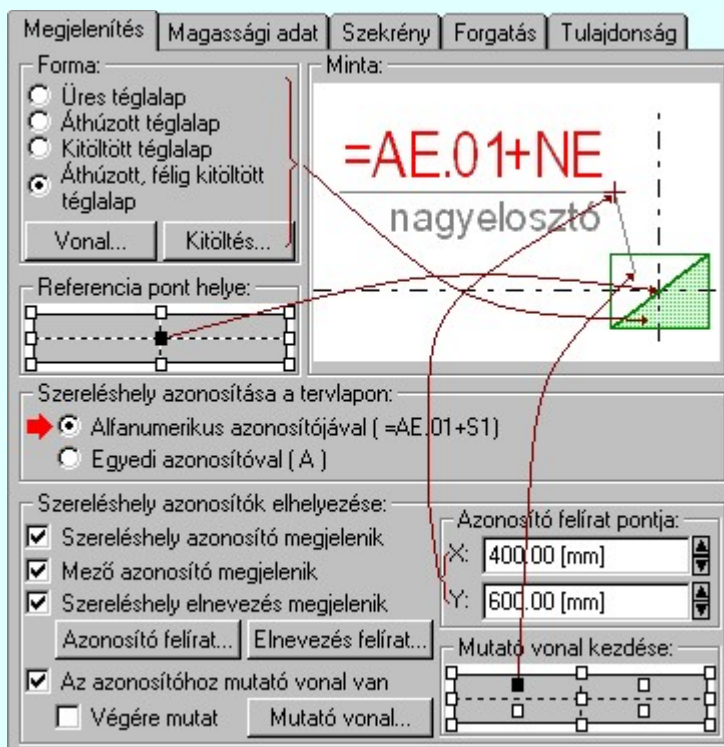 Megjelenítés Magassági adat Szekrény Forgatás Tulajdonság
Forma:
Üres téglalap
Áthúzott téglalap
Kitöltött téglalap
Áthúzott, félig kitöltött
téglalap
Vonal... Kitöltés...
Minta:
=AE.01+NE
nagyelosztó
Referencia pont helye:
Szereléshely azonosítása a tervlapon:
Alfanumerikus azonosítójával ( =AE.01+S1)
Egyedi azonosítóval ( A )
Szereléshely azonosítók elhelyezése:
Szereléshely azonosító megjelenik
Mező azonosító megjelenik
Szereléshely elnevezés megjelenik
Azonosító felírat... Elnevezés felírat...
Az azonosítóhoz mutató vonal van
Végére mutat Mutató vonal...
Azonosító felírat pontja:
X: 400.00 [mm]
Y: 600.00 [mm]
Mutató vonal kezdése: